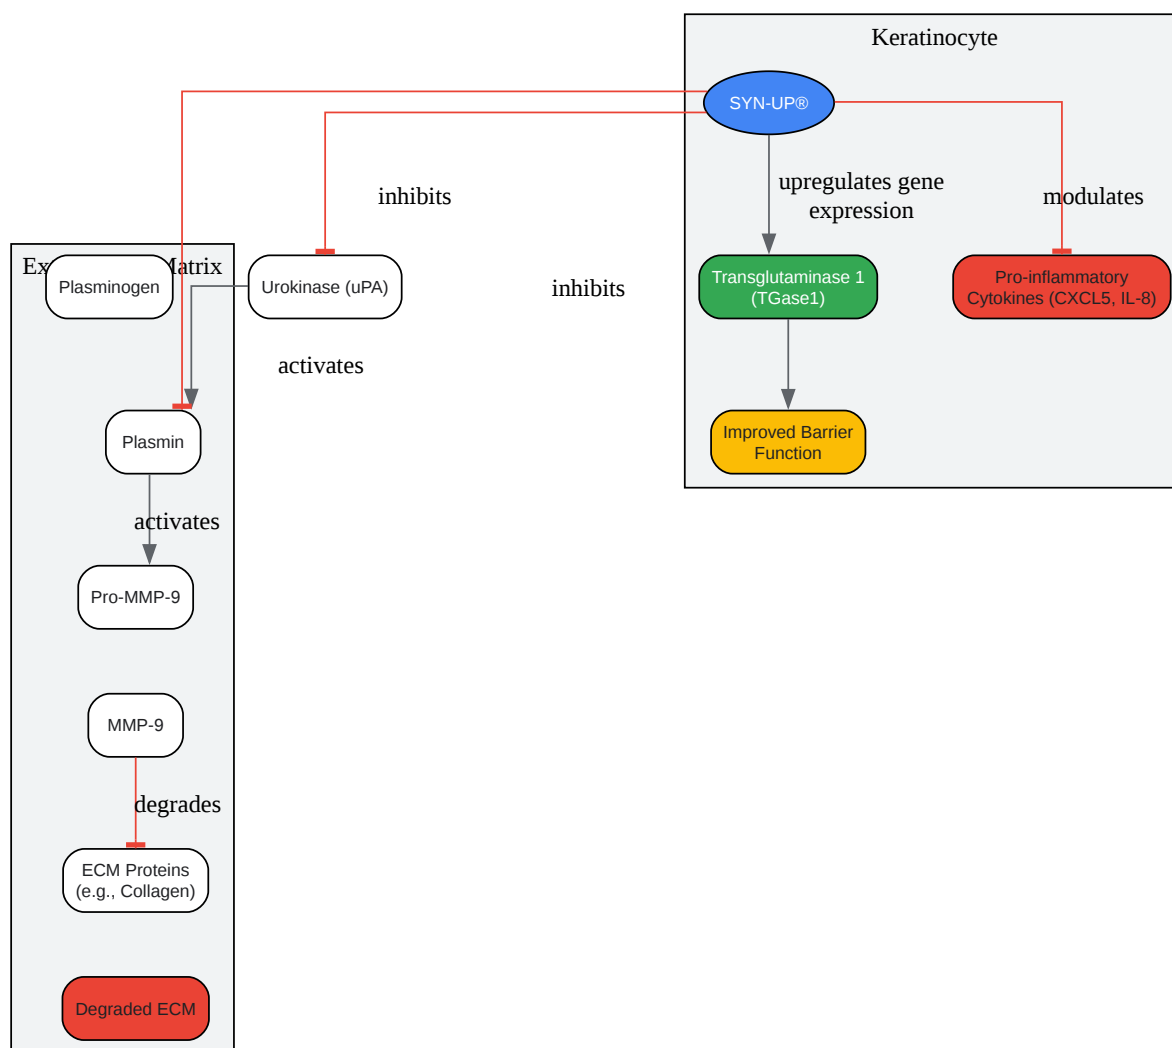 Keratinocyte
SYN-UP®
inhibits
upregulates gene
expression
modulates
Ex
atrix
Plasminogen
Urokinase (uPA)
inhibits
Transglutaminase 1
(TGase1)
Pro-inflammatory
Cytokines (CXCL5, IL-8)
activates
Plasmin
Improved Barrier
Function
activates
Pro-MMP-9
MMP-9
degrades
ECM Proteins
(e.g., Collagen)
Degraded ECM